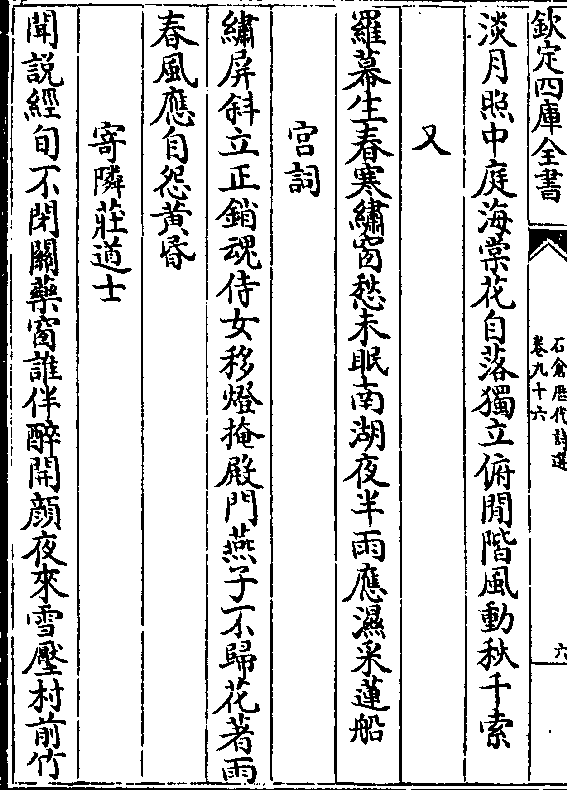 欽定四庫全書
石倉歴代詩選
卷九十六
六
淡月照中庭海棠花自落獨立俯閒階風動秋千索
又
羅幕生春寒繡窗愁未眠南湖夜半雨應濕采蓮船
宫詞
繡屏斜立正銷魂侍女移燈掩殿門燕子不歸花著雨
春風應自怨黄昏
寄隣莊道士
聞説經旬不閉關藥窗誰伴醉開顔夜來雪壓村前竹